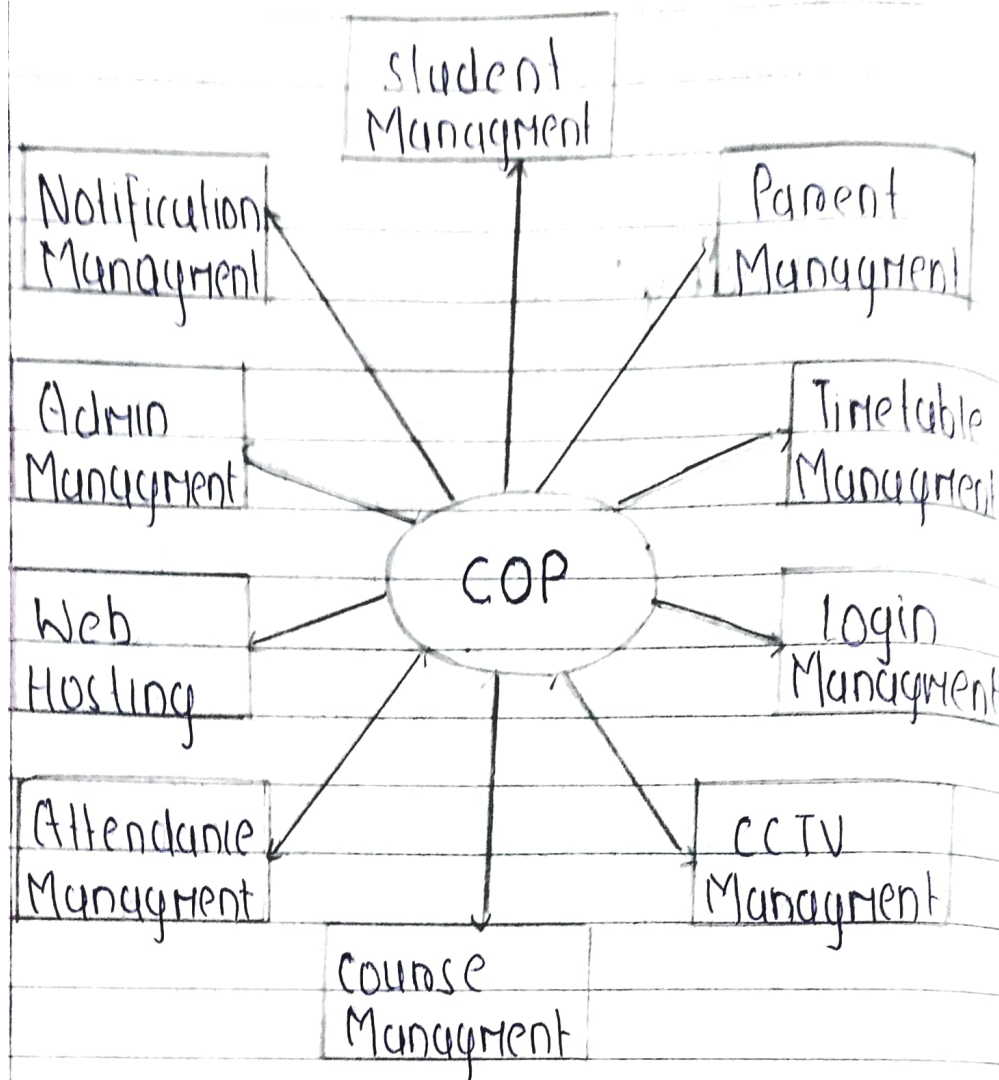 Student
Managment
Notification
Managment
Parent
Managment
Admin
Managment
Timetable
Managment
COP
Web
Hosting
Login
Managment
Attendance
Managment
CCTV
Managment
Course
Managment